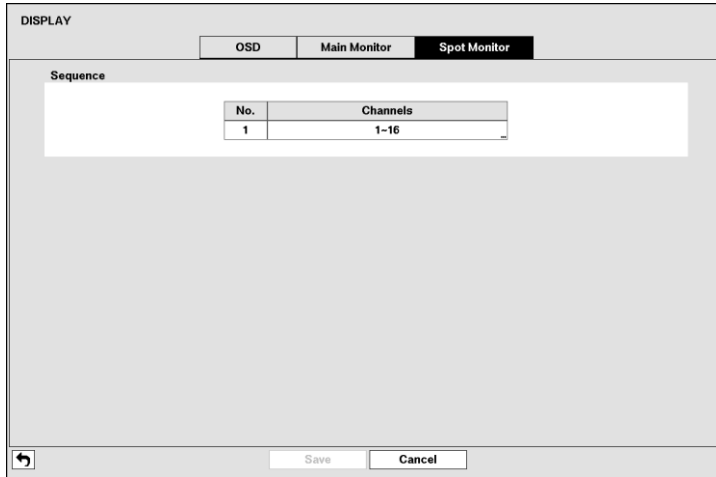 DISPLAY
OSD Main Monitor Spot Monitor
Sequence
No. Channels
1 1~16
Save Cancel